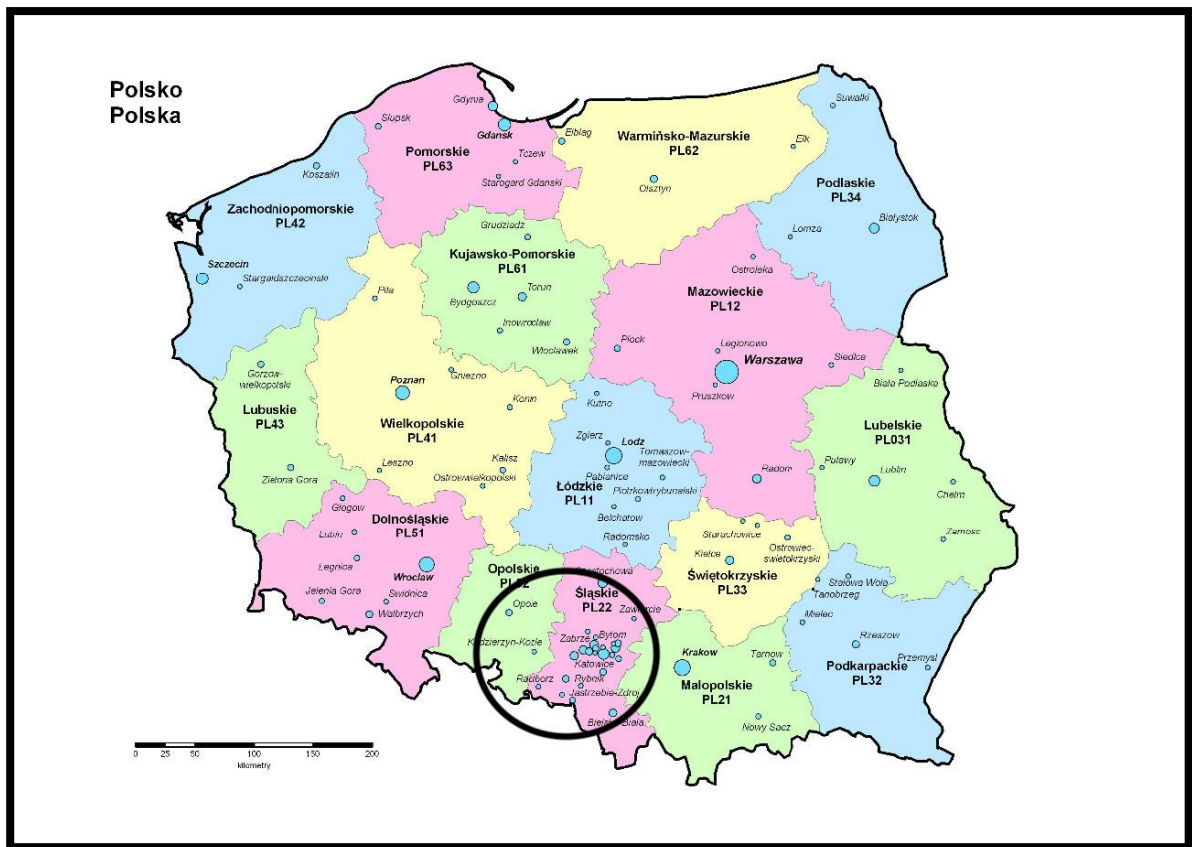 Polsko
Polska
Gdynia
Slupsk
Gdansk
Pomorskie
PL63
Tczew
Starogard Gdanski
Elblag
Warmińsko-Mazurskie
PL62
Elk
Olsztyn
Suwalki
Podlaskie
PL34
Bialystok
Lomza
Koszalin
Zachodniopomorskie
PL42
Szczecin
Stargardszczecinski
Grudziadz
Kujawsko-Pomorskie
PL61
Torun
Bydgoszcz
Inowroclaw
Wloclawek
Pila
Ostroleka
Mazowieckie
PL12
Plock
Legionowo
Warszawa
Siedlce
Pruszkow
Radom
Biala Podlaska
Lubelskie
PL031
Pulawy
Lublin
Chelm
Zamosc
Gorzow-
wielkopolski
Lubuskie
PL43
Zielona Gora
Poznan
Gniezno
Konin
Wielkopolskie
PL41
Leszno
Kalisz
Ostrowwielkopolski
Kutno
Zgierz
Lodz
Tomaszow-
mazowiecki
Pabianice
Łódzkie
PL11
Piotrkowtrybunalski
Belchatow
Radomsko
Glogow
Dolnośląskie
PL51
Lubin
Legnica
Wroclaw
Jelenia Gora
Swidnica
Walbrzych
Opolskie
Opole
Kedzierzyn-Kozle
Śląskie
PL22
Zawiercie
Zabrze
Bytom
Katowice
Rybnik
Jastrzebie-Zdroj
Bielsko Biala
Starachowice
Kielce
Ostrowiec-
swietokrzyski
Świętokrzyskie
PL33
Stalowa Wola
Tanobrzeg
Mielec
Rzeszow
Przemysl
Podkarpackie
PL32
Krakow
Tarnow
Malopolskie
PL21
Nowy Sacz
0 25 50 100 150 200
kilometry